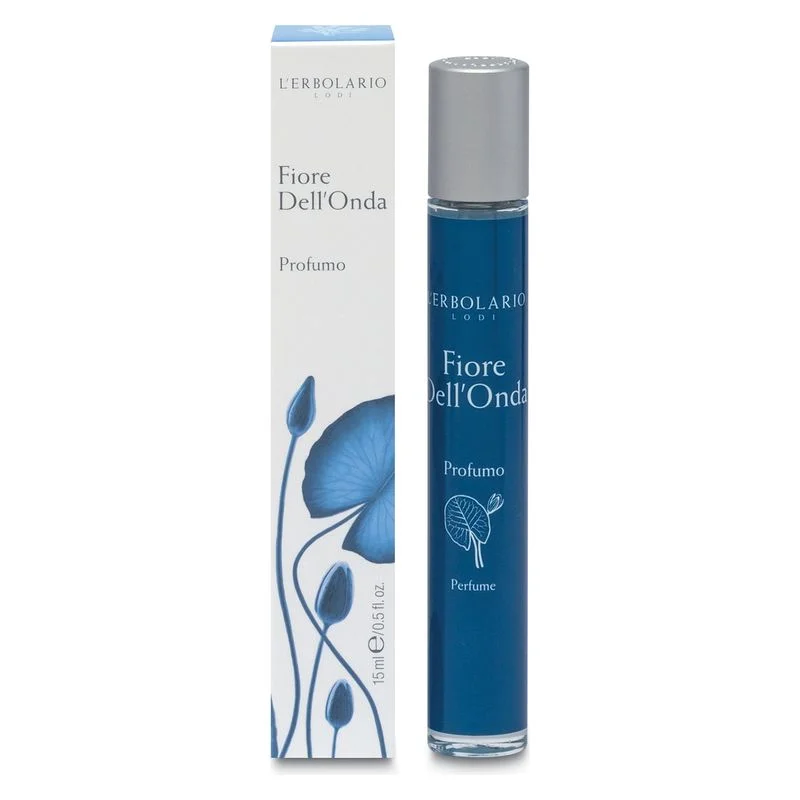 L'ERBOLARIO
LODI
Fiore
Dell'Onda
Profumo
15 ml e/0.5 fl. oz.
L'ERBOLARIO
LODI
Fiore
Dell'Onda
Profumo
Perfume